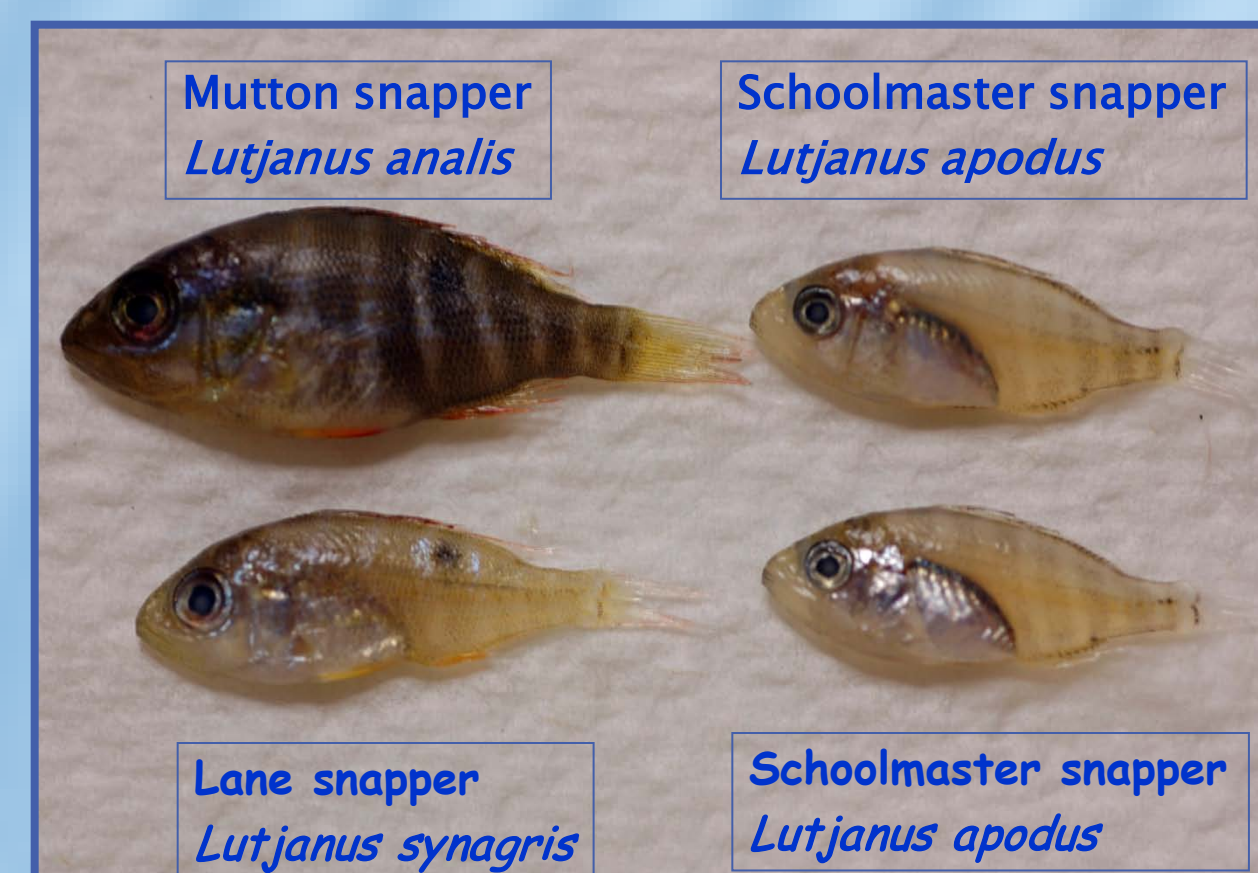 Mutton snapper
Lutjanus analis
Schoolmaster snapper
Lutjanus apodus
Lane snapper
Lutjanus synagris
Schoolmaster snapper
Lutjanus apodus